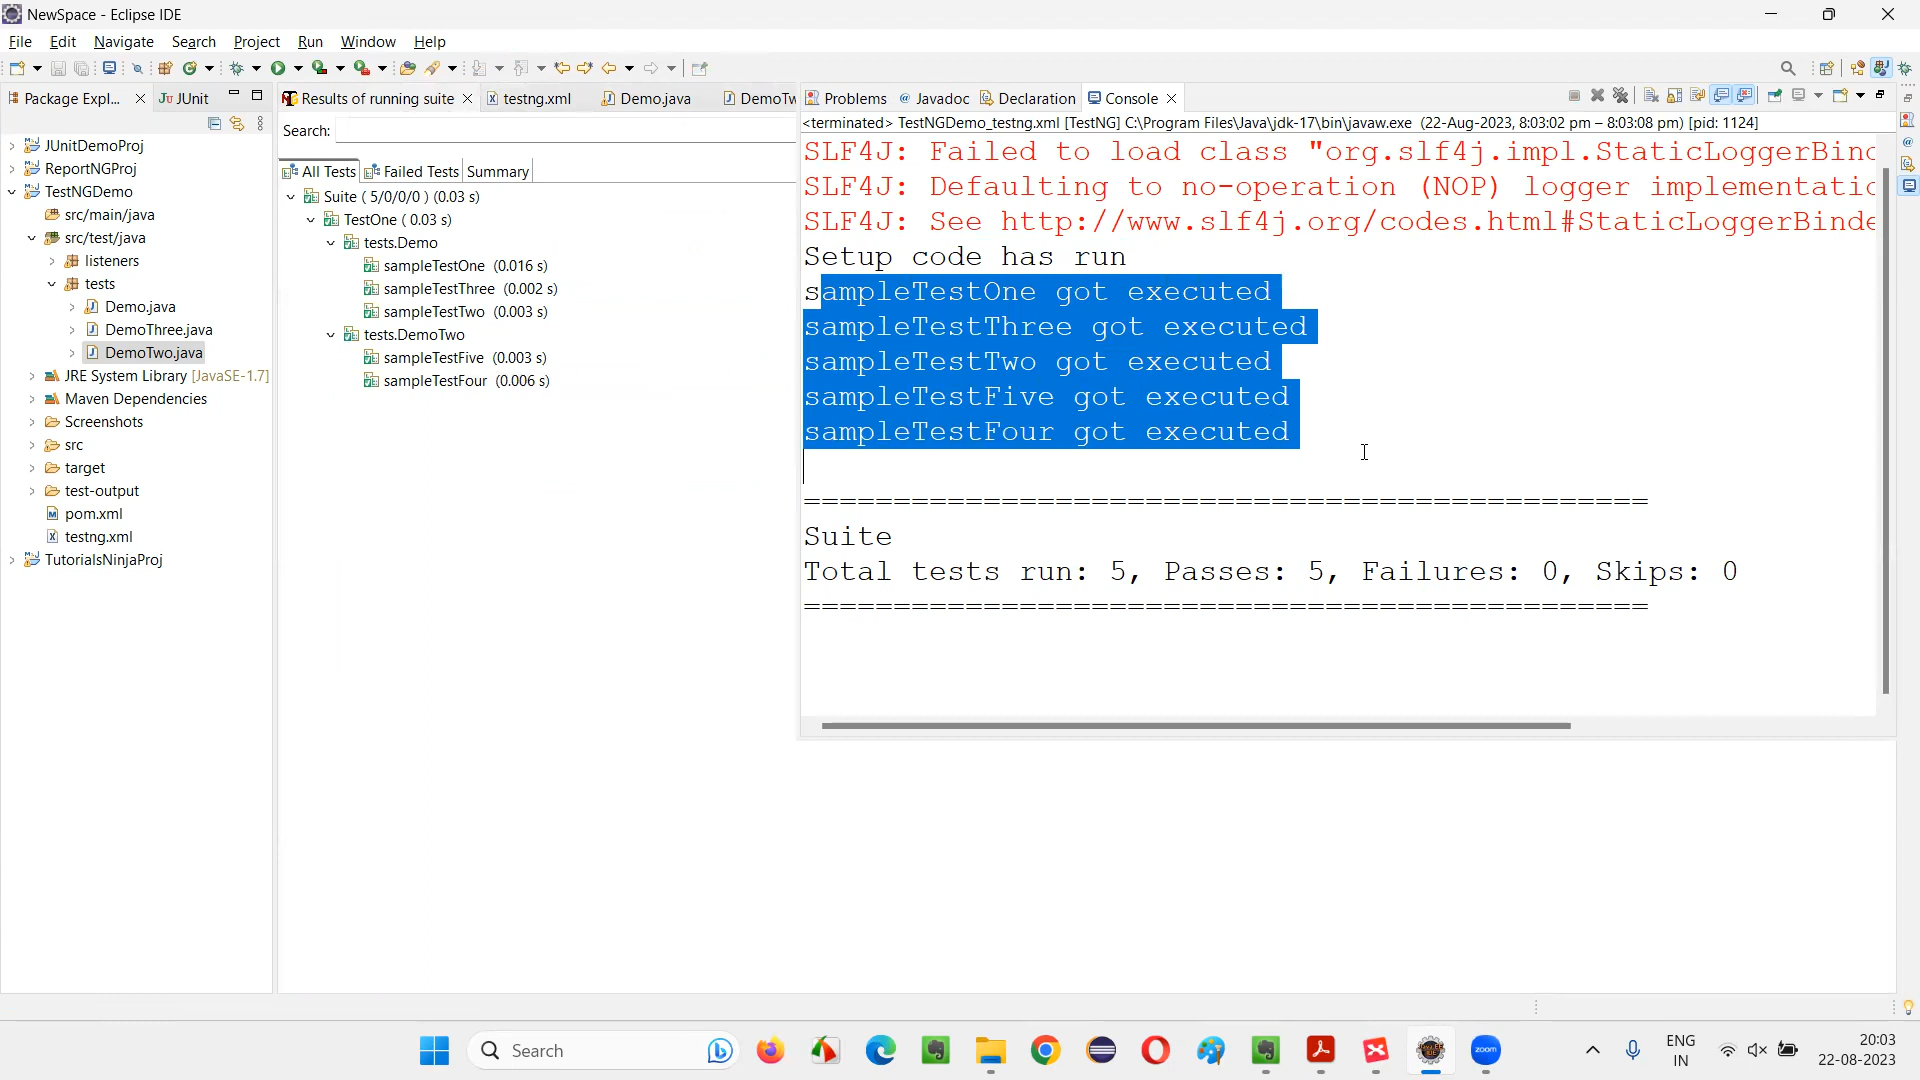 NewSpace - Eclipse IDE
File Edit Navigate Search Project Run Window Help
Package Expl... JUnit
JUnitDemoProj
ReportNGProj
TestNGDemo
src/main/java
src/test/java
listeners
tests
Demo.java
DemoThree.java
DemoTwo.java
JRE System Library [JavaSE-1.7]
Maven Dependencies
Screenshots
src
target
test-output
pom.xml
testng.xml
TutorialsNinjaProj
Results of running suite testng.xml Demo.java DemoTw
Search:
All Tests Failed Tests Summary
Suite ( 5/0/0/0 ) (0.03 s)
TestOne ( 0.03 s)
tests.Demo
sampleTestOne (0.016 s)
sampleTestThree (0.002 s)
sampleTestTwo (0.003 s)
tests.DemoTwo
sampleTestFive (0.003 s)
sampleTestFour (0.006 s)
Problems Javadoc Declaration Console
<terminated> TestNGDemo_testng.xml [TestNG] C:\Program Files\Java\jdk-17\bin\javaw.exe (22-Aug-2023, 8:03:02 pm – 8:03:08 pm) [pid: 1124]
SLF4J: Failed to load class "org.slf4j.impl.StaticLoggerBind
SLF4J: Defaulting to no-operation (NOP) logger implementatio
SLF4J: See http://www.slf4j.org/codes.html#StaticLoggerBinde
Setup code has run
sampleTestOne got executed
sampleTestThree got executed
sampleTestTwo got executed
sampleTestFive got executed
sampleTestFour got executed
===============================================
Suite
Total tests run: 5, Passes: 5, Failures: 0, Skips: 0
===============================================
Search
zoom
ENG
IN
20:03
22-08-2023